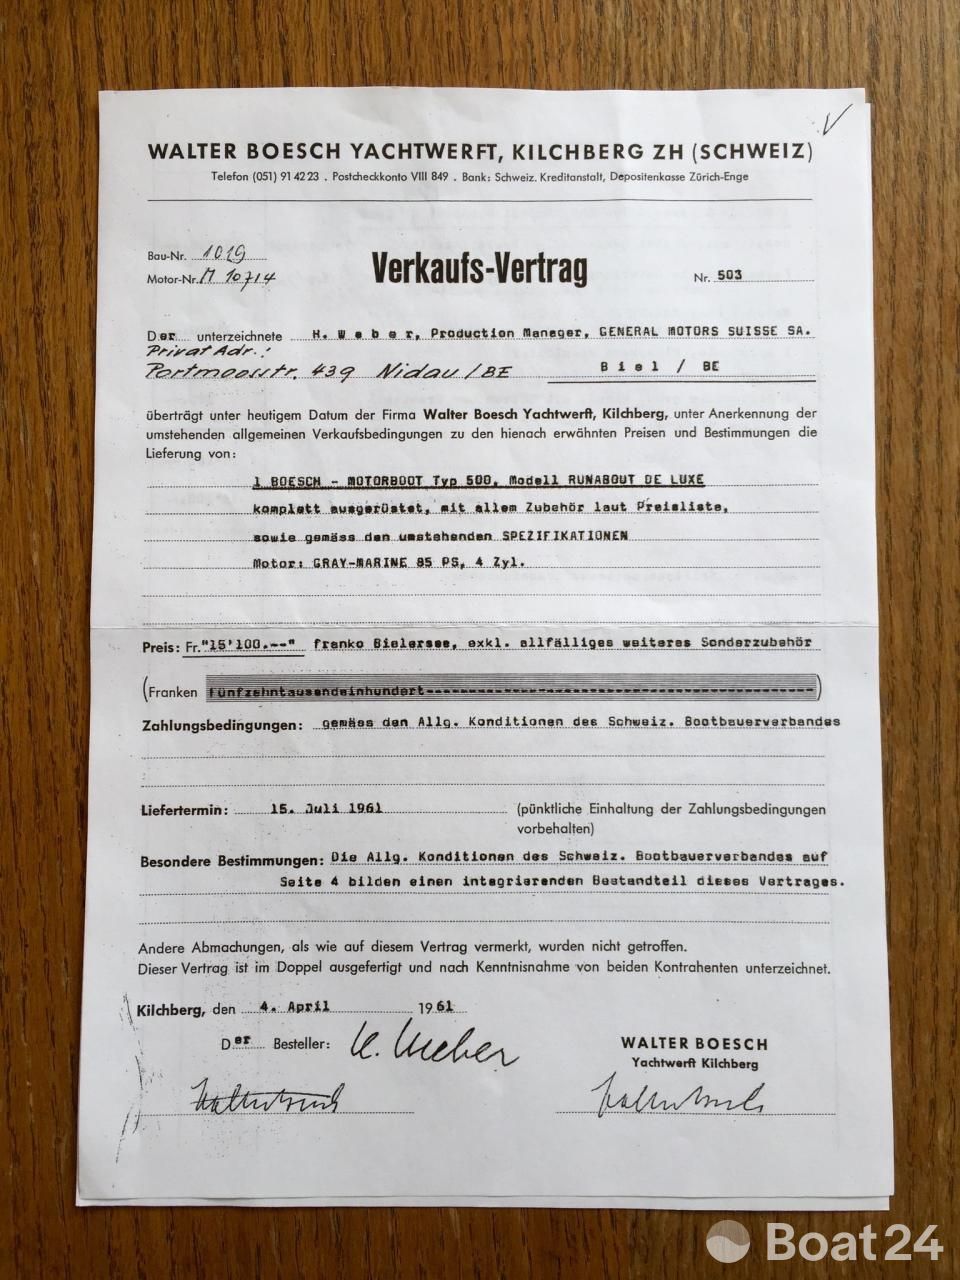 WALTER BOESCH YACHTWERFT, KILCHBERG ZH (SCHWEIZ)
Telefon (051) 91 42 23 . Postcheckkonto VIII 849 . Bank: Schweiz. Kreditanstalt, Depositenkasse Zürich-Enge
Bau-Nr. 1019
Motor-Nr. M 10714
Verkaufs-Vertrag
Nr. 503
Der unterzeichnete H. Weber, Production Manager, GENERAL MOTORS SUISSE SA.
Privat Adr.:
Portmoosstr. 439 Nidau/BE Biel / BE
überträgt unter heutigem Datum der Firma Walter Boesch Yachtwerft, Kilchberg, unter Anerkennung der
umstehenden allgemeinen Verkaufsbedingungen zu den hienach erwähnten Preisen und Bestimmungen die
Lieferung von:
1 BOESCH - MOTORBOOT Typ 500, Modell RUNABOUT DE LUXE
komplett ausgerüstet, mit allem Zubehör laut Preisliste,
sowie gemäss den umstehenden SPEZIFIKATIONEN
Motor: GRAY-MARINE 85 PS, 4 Zyl.
Preis: Fr."15'100.--" franko Bielersee, exkl. allfälliges weiteres Sonderzubehör
(Franken fünfzehntausendeinhundert---)
Zahlungsbedingungen: gemäss den Allg. Konditionen des Schweiz. Bootbauerverbandes
Liefertermin: 15. Juli 1961 (pünktliche Einhaltung der Zahlungsbedingungen
vorbehalten)
Besondere Bestimmungen: Die Allg. Konditionen des Schweiz. Bootbauerverbandes auf
Seite 4 bilden einen integrierenden Bestandteil dieses Vertrages.
Andere Abmachungen, als wie auf diesem Vertrag vermerkt, wurden nicht getroffen.
Dieser Vertrag ist im Doppel ausgefertigt und nach Kenntnisnahme von beiden Kontrahenten unterzeichnet.
Kilchberg, den 4. April 1961
Der Besteller: H. Weber
WALTER BOESCH
Yachtwerft Kilchberg
Walter Boesch Walter Boesch
Boat24